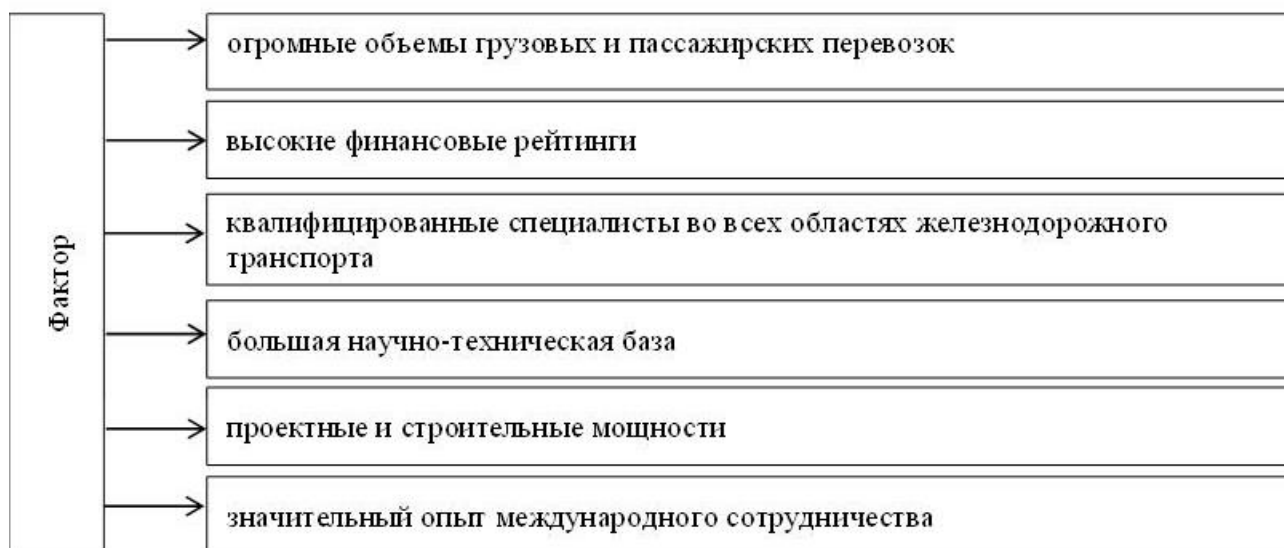 Фактор
огромные объемы грузовых и пассажирских перевозок
высокие финансовые рейтинги
квалифицированные специалисты во всех областях железнодорожного
транспорта
большая научно-техническая база
проектные и строительные мощности
значительный опыт международного сотрудничества